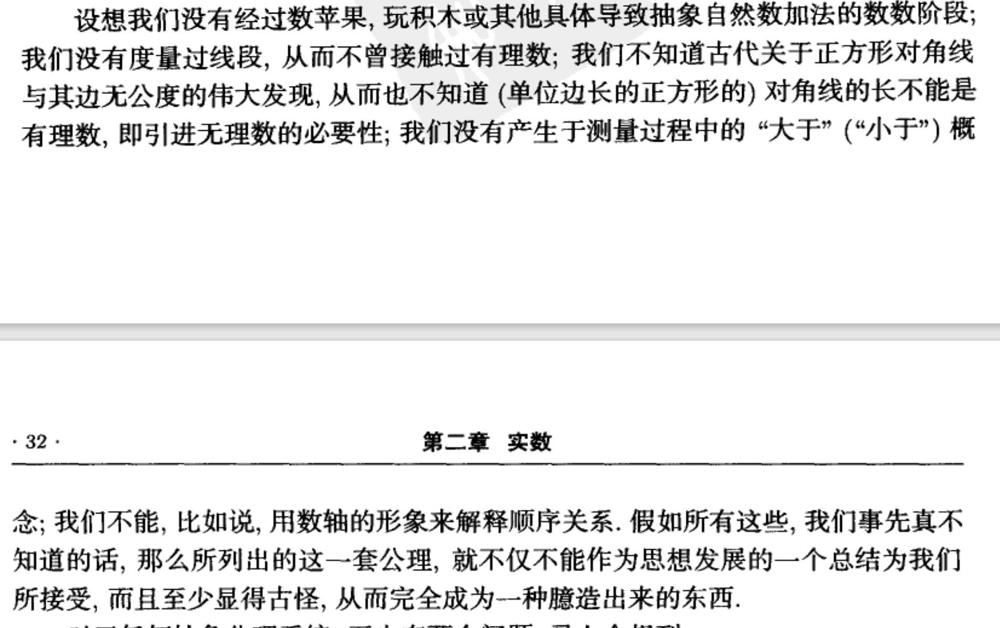 设想我们没有经过数苹果, 玩积木或其他具体导致抽象自然数加法的数数阶段;
我们没有度量过线段, 从而不曾接触过有理数; 我们不知道古代关于正方形对角线
与其边无公度的伟大发现, 从而也不知道 (单位边长的正方形的) 对角线的长不能是
有理数, 即引进无理数的必要性; 我们没有产生于测量过程中的 “大于” (“小于”) 概
· 32 ·
第二章 实数
念; 我们不能, 比如说, 用数轴的形象来解释顺序关系. 假如所有这些, 我们事先真不
知道的话, 那么所列出的这一套公理, 就不仅不能作为思想发展的一个总结为我们
所接受, 而且至少显得古怪, 从而完全成为一种臆造出来的东西.